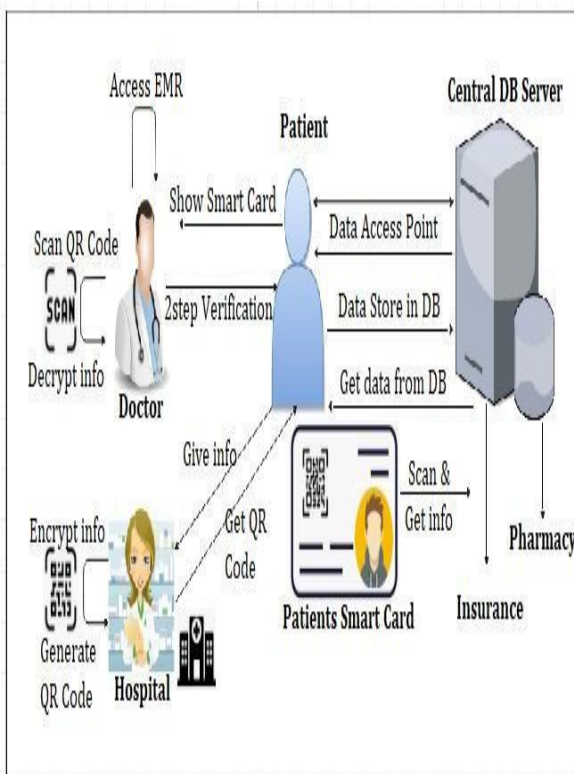 Access EMR
Central DB Server
Patient
Show Smart Card
Data Access Point
Scan QR Code
SCAN
2step Verification
Data Store in DB
Decrypt info
Doctor
Get data from DB
Give info
Scan &
Get info
Get QR
Code
Encrypt info
Pharmacy
Patients Smart Card
Insurance
Generate
QR Code
Hospital